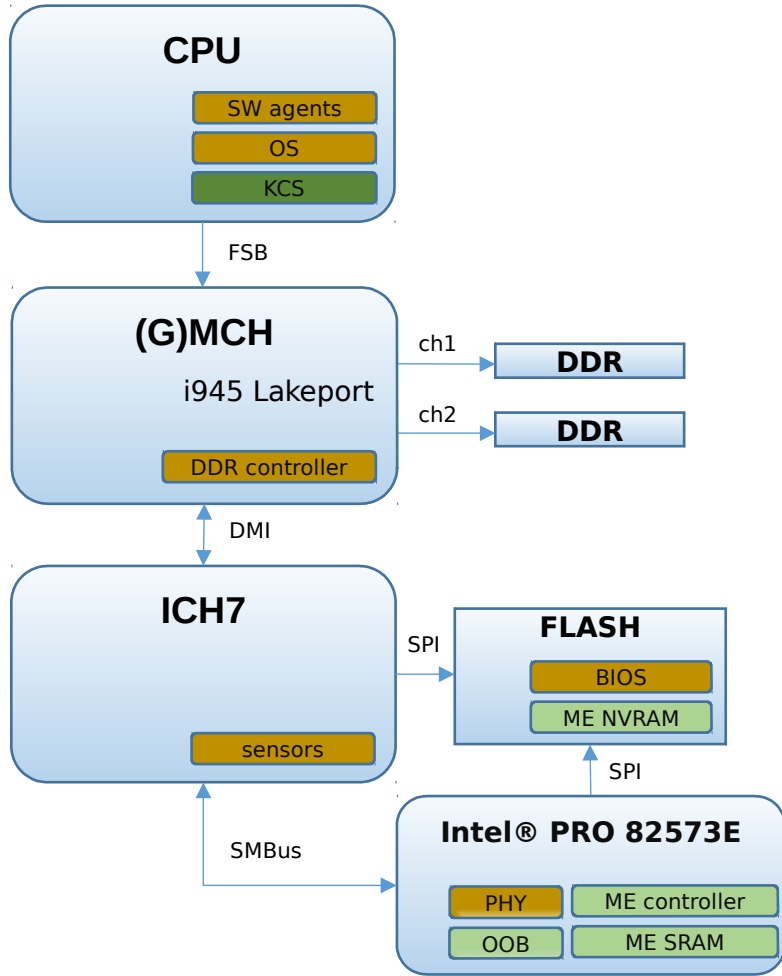 CPU
SW agents
OS
KCS
FSB
(G)MCH
i945 Lakeport
DDR controller
ch1
DDR
ch2
DDR
DMI
ICH7
sensors
SPI
FLASH
BIOS
ME NVRAM
SPI
SMBus
Intel® PRO 82573E
PHY
ME controller
OOB
ME SRAM